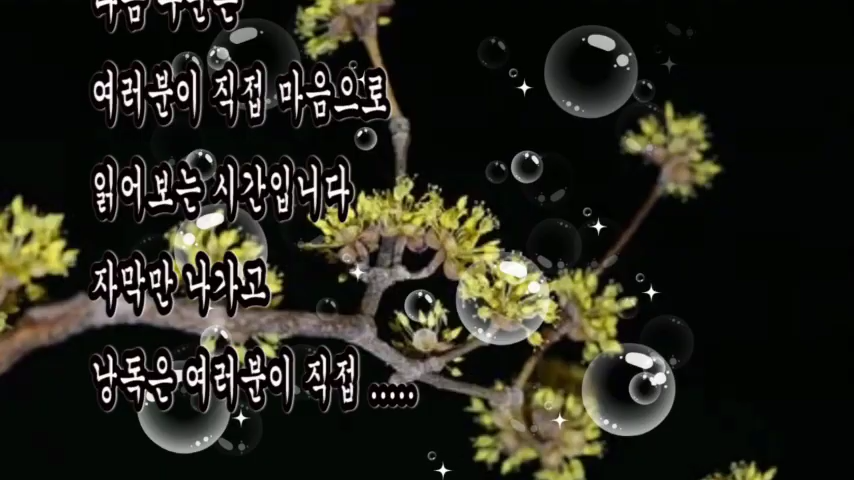 여러분이 직접 마음으로
읽어보는 시간입니다
자막만 나가고
낭독은 여러분이 직접 .....